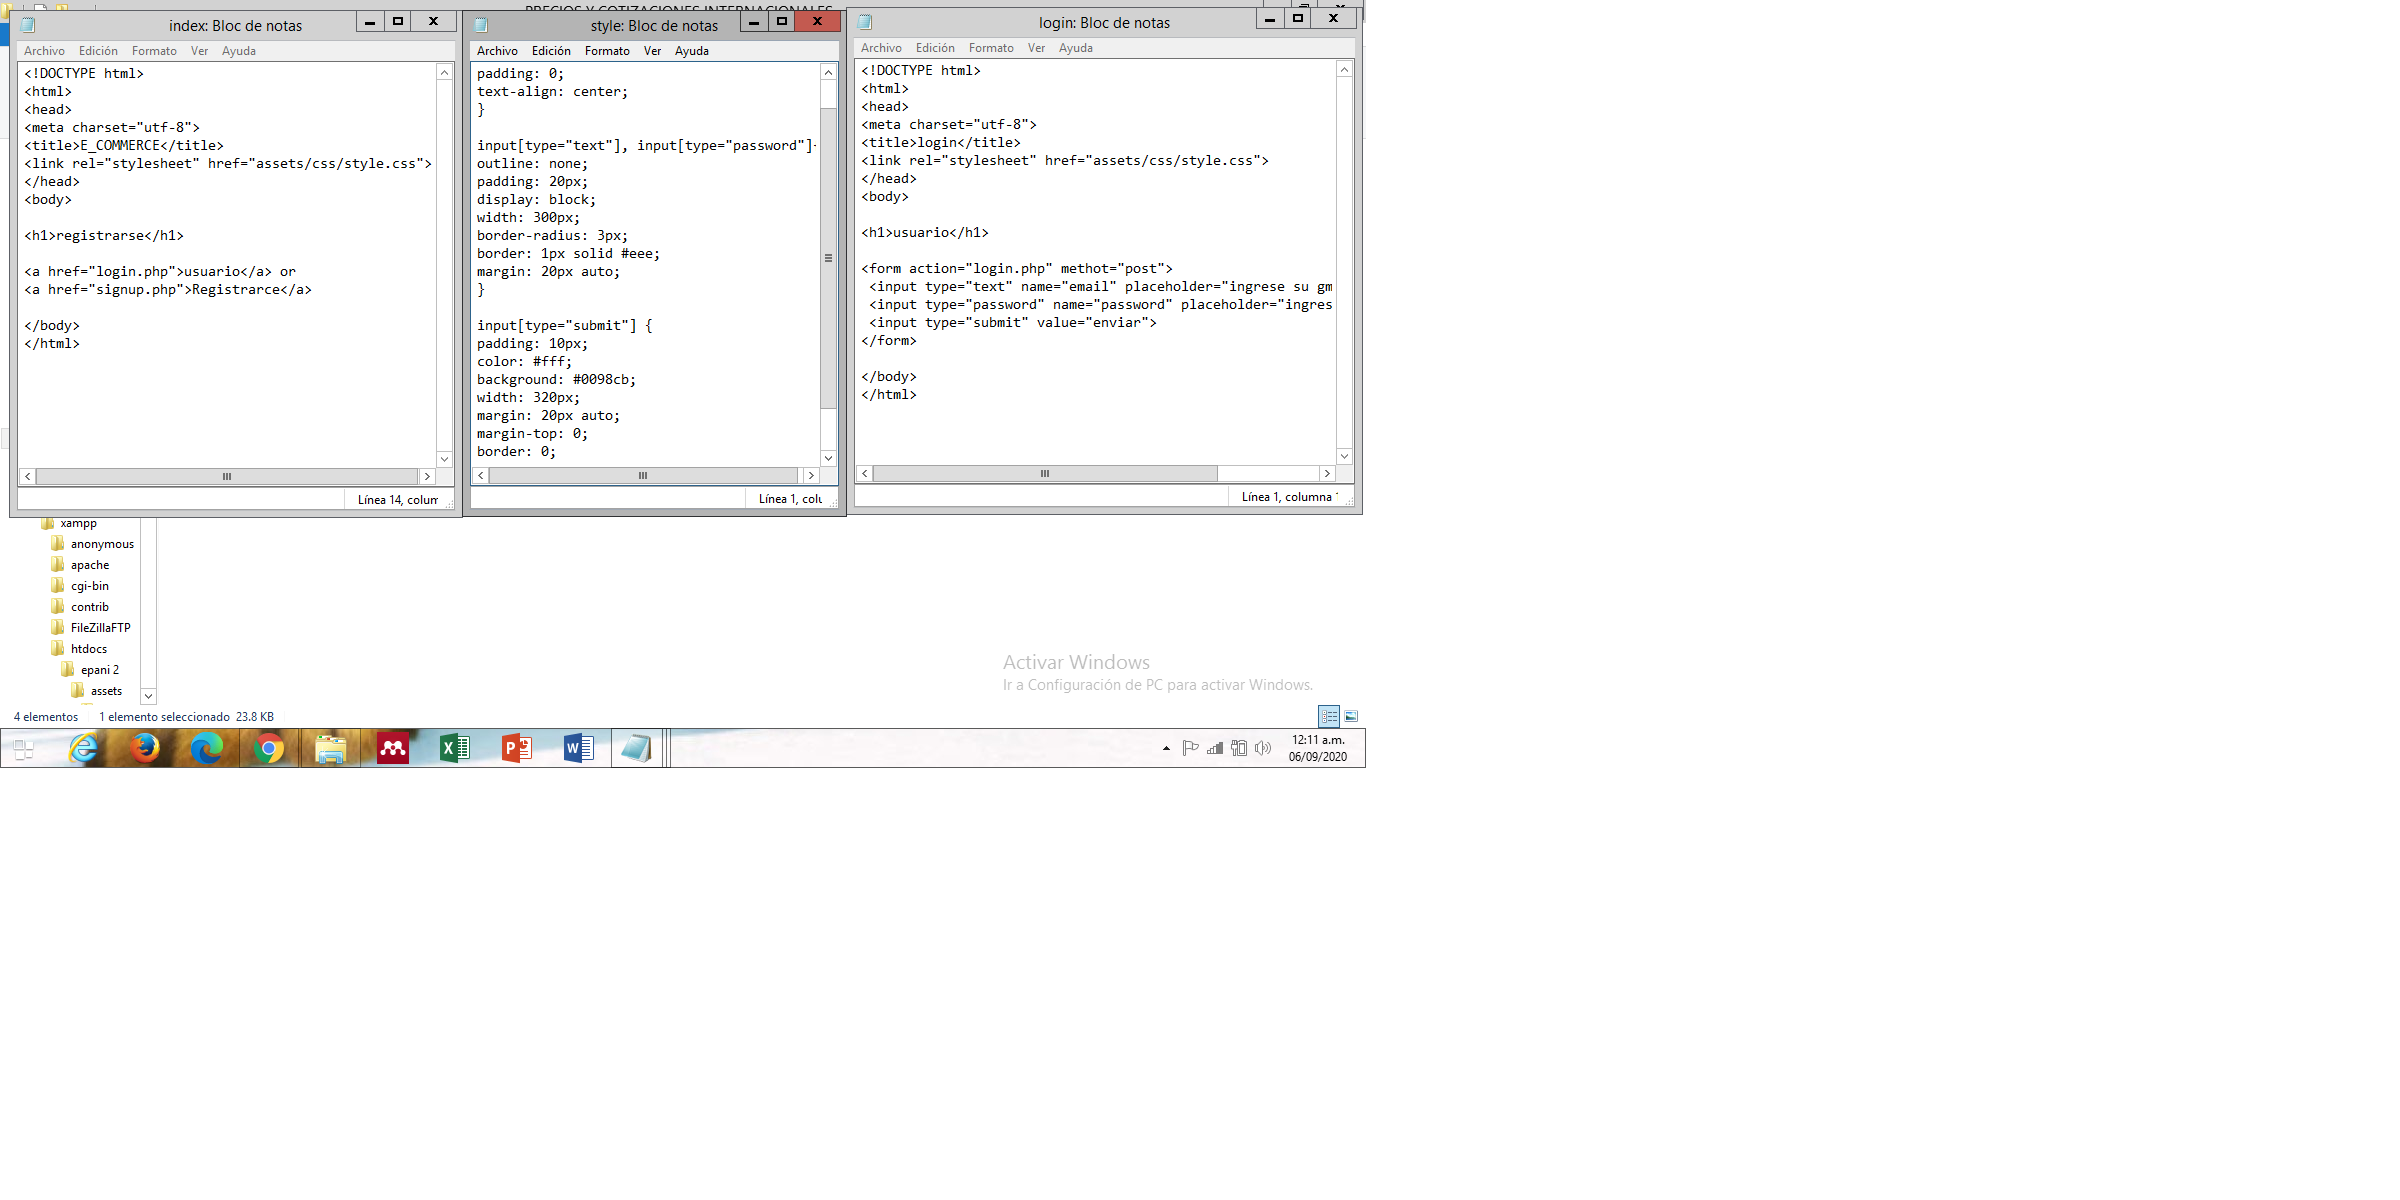 PRECIOS Y COTIZACIONES INTERNACIONALES
index: Bloc de notas
Archivo Edición Formato Ver Ayuda
<!DOCTYPE html>
<html>
<head>
<meta charset="utf-8">
<title>E_COMMERCE</title>
<link rel="stylesheet" href="assets/css/style.css">
</head>
<body>
<h1>registrarse</h1>
<a href="login.php">usuario</a> or
<a href="signup.php">Registrarce</a>
</body>
</html>
Línea 14, colum
style: Bloc de notas
Archivo Edición Formato Ver Ayuda
padding: 0;
text-align: center;
}
input[type="text"], input[type="password"]
outline: none;
padding: 20px;
display: block;
width: 300px;
border-radius: 3px;
border: 1px solid #eee;
margin: 20px auto;
}
input[type="submit"] {
padding: 10px;
color: #fff;
background: #0098cb;
width: 320px;
margin: 20px auto;
margin-top: 0;
border: 0;
Línea 1, colu
login: Bloc de notas
Archivo Edición Formato Ver Ayuda
<!DOCTYPE html>
<html>
<head>
<meta charset="utf-8">
<title>login</title>
<link rel="stylesheet" href="assets/css/style.css">
</head>
<body>
<h1>usuario</h1>
<form action="login.php" methot="post">
<input type="text" name="email" placeholder="ingrese su gm
<input type="password" name="password" placeholder="ingres
<input type="submit" value="enviar">
</form>
</body>
</html>
Línea 1, columna 1
xampp
anonymous
apache
cgi-bin
contrib
FileZillaFTP
htdocs
epani 2
assets
Activar Windows
Ir a Configuración de PC para activar Windows.
4 elementos 1 elemento seleccionado 23.8 KB
12:11 a.m.
06/09/2020